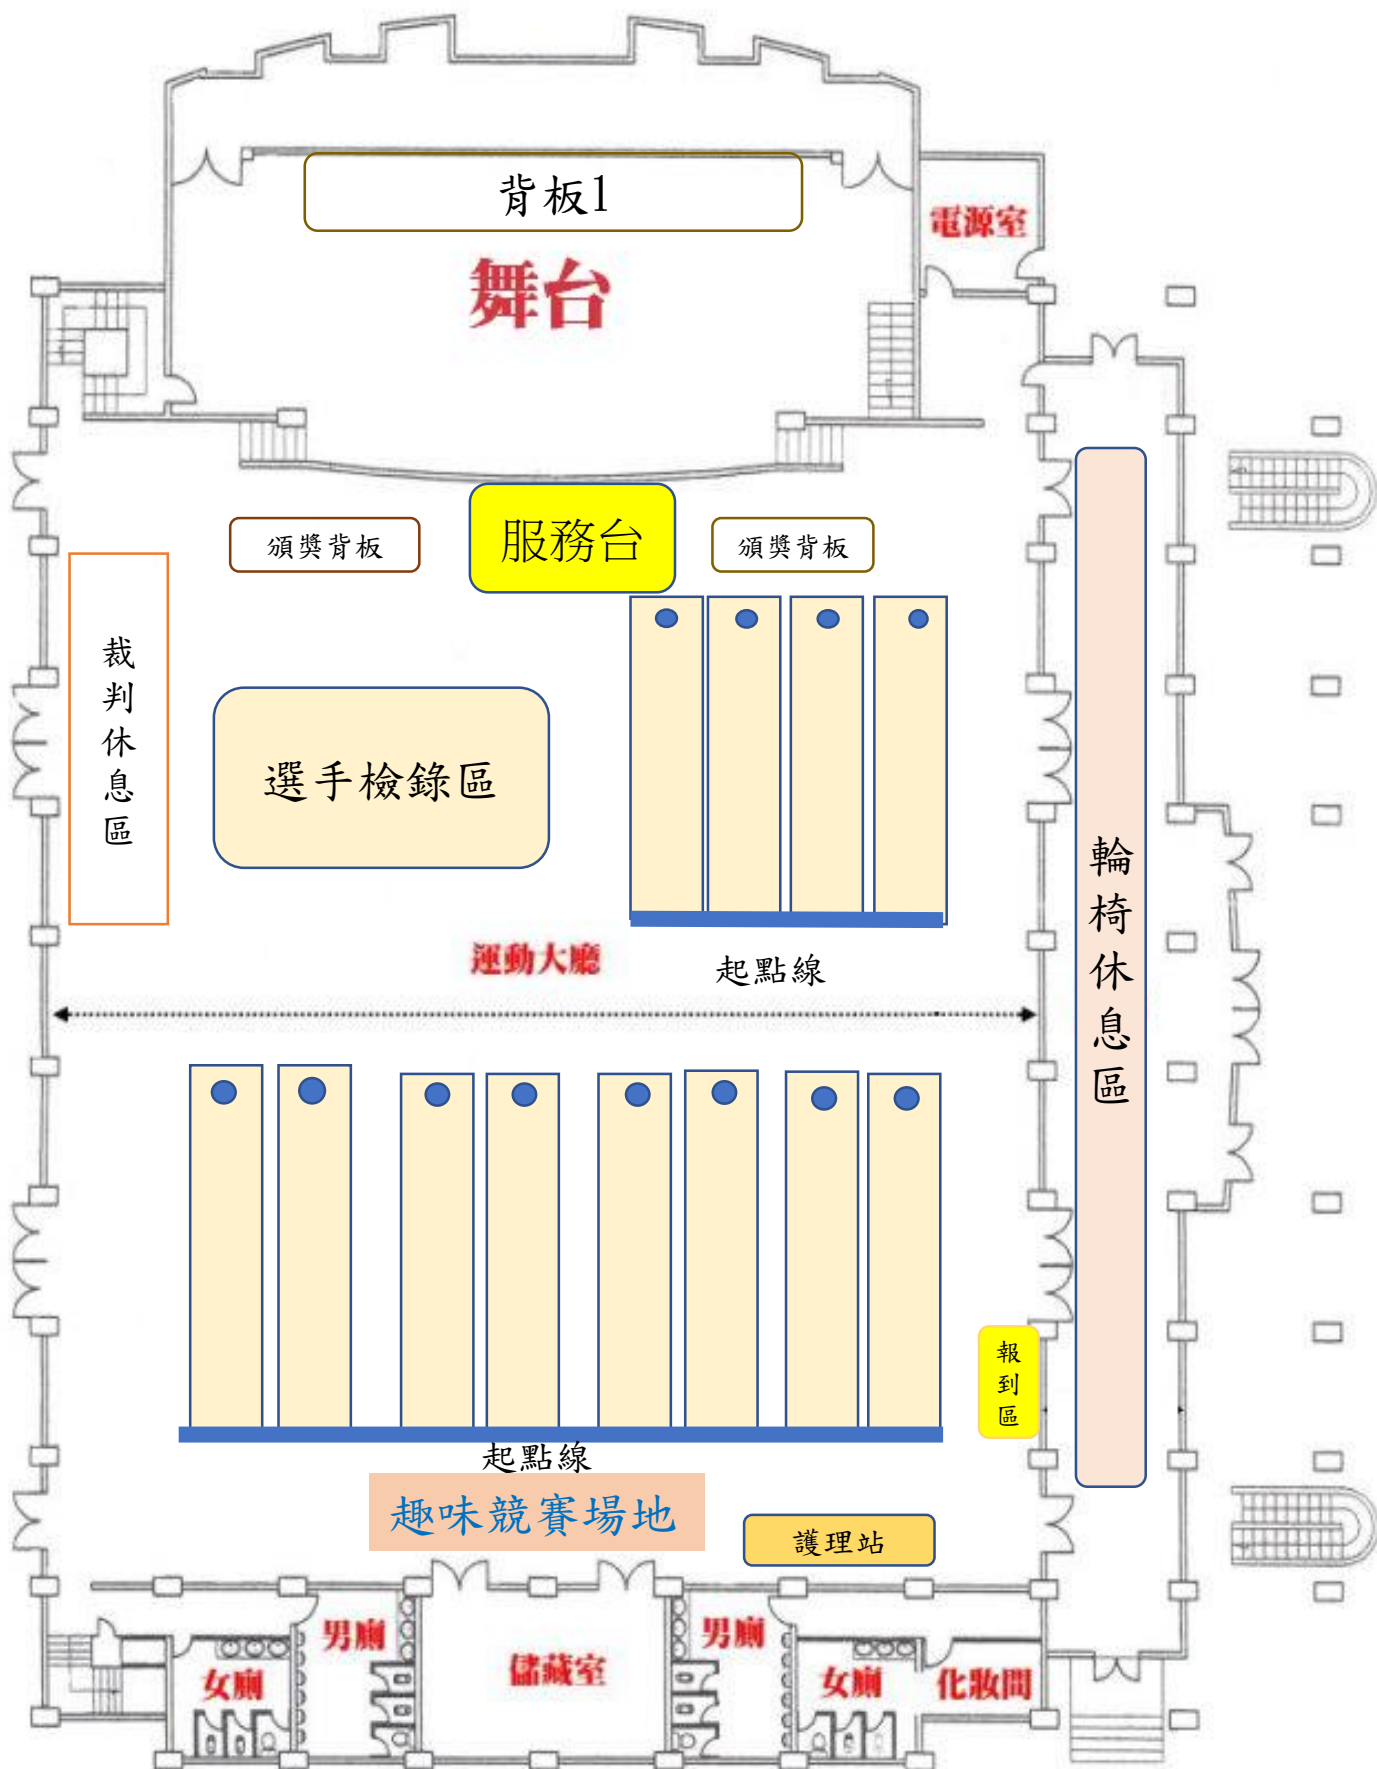 背板1
電源室
舞台
頒獎背板
服務台
頒獎背板
裁判休息區
選手檢錄區
輪椅休息區
運動大廳
起點線
報到區
起點線
趣味競賽場地
護理站
男廁
男廁
女廁
儲藏室
女廁
化妝間